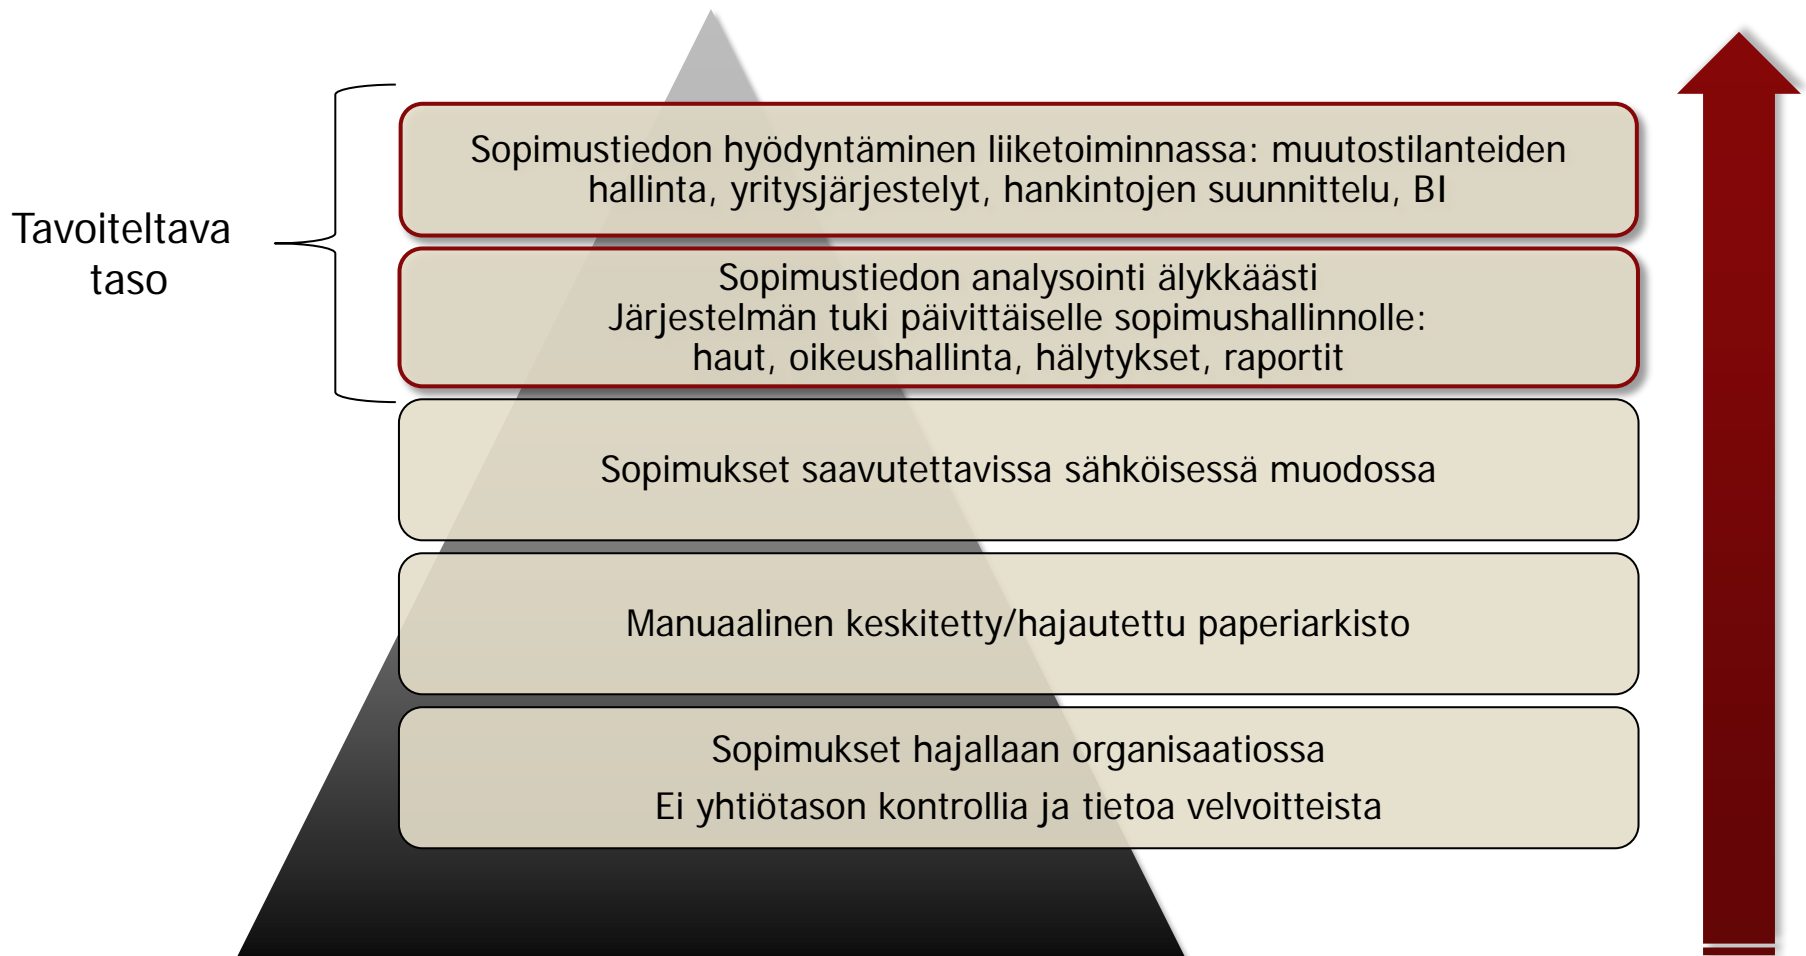 Sopimustiedon hyödyntäminen liiketoiminnassa: muutostilanteiden
hallinta, yritysjärjestelyt, hankintojen suunnittelu, BI
Tavoiteltava
taso
Sopimustiedon analysointi älykkäästi
Järjestelmän tuki päivittäiselle sopimushallinnolle:
haut, oikeushallinta, hälytykset, raportit
Sopimukset saavutettavissa sähköisessä muodossa
Manuaalinen keskitetty/hajautettu paperiarkisto
Sopimukset hajallaan organisaatiossa
Ei yhtiötason kontrollia ja tietoa velvoitteista